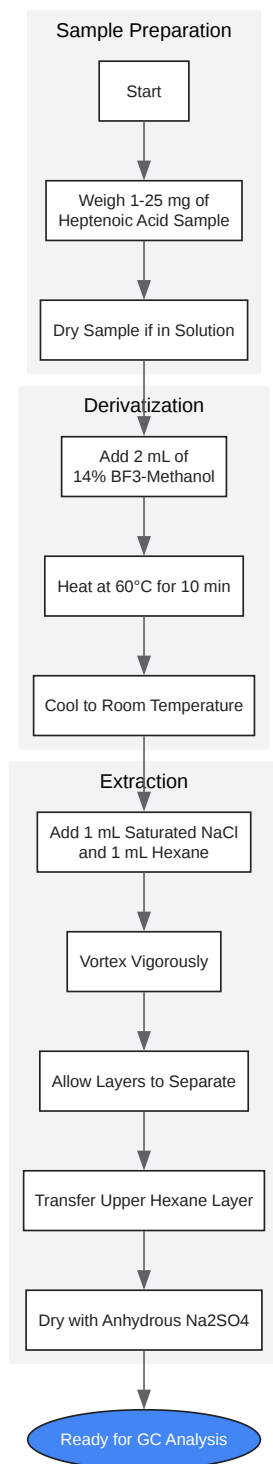 Sample Preparation
Start
Weigh 1-25 mg of
Heptenoic Acid Sample
Dry Sample if in Solution
Derivatization
Add 2 mL of
14% BF3-Methanol
Heat at 60°C for 10 min
Cool to Room Temperature
Extraction
Add 1 mL Saturated NaCl
and 1 mL Hexane
Vortex Vigorously
Allow Layers to Separate
Transfer Upper Hexane Layer
Dry with Anhydrous Na2SO4
Ready for GC Analysis